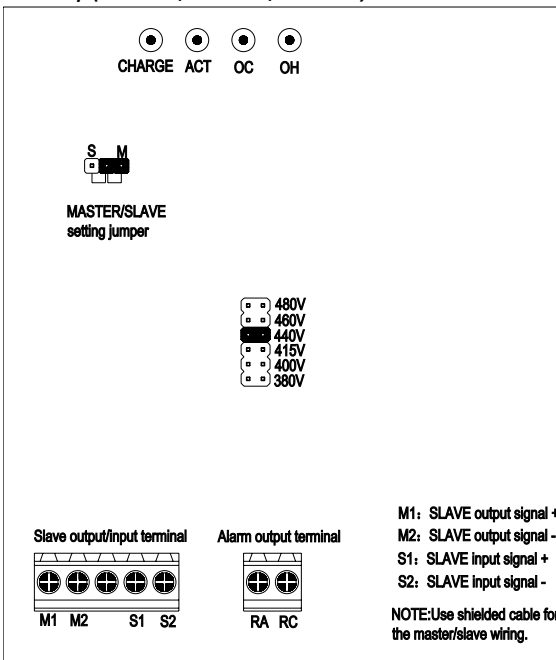 CHARGE ACT OC OH
S M
MASTER/SLAVE
setting jumper
480V
460V
440V
415V
400V
380V
Slave output/input terminal
M1 M2 S1 S2
Alarm output terminal
RA RC
M1: SLAVE output signal +
M2: SLAVE output signal -
S1: SLAVE input signal +
S2: SLAVE input signal -
NOTE:Use shielded cable for
the master/slave wiring.